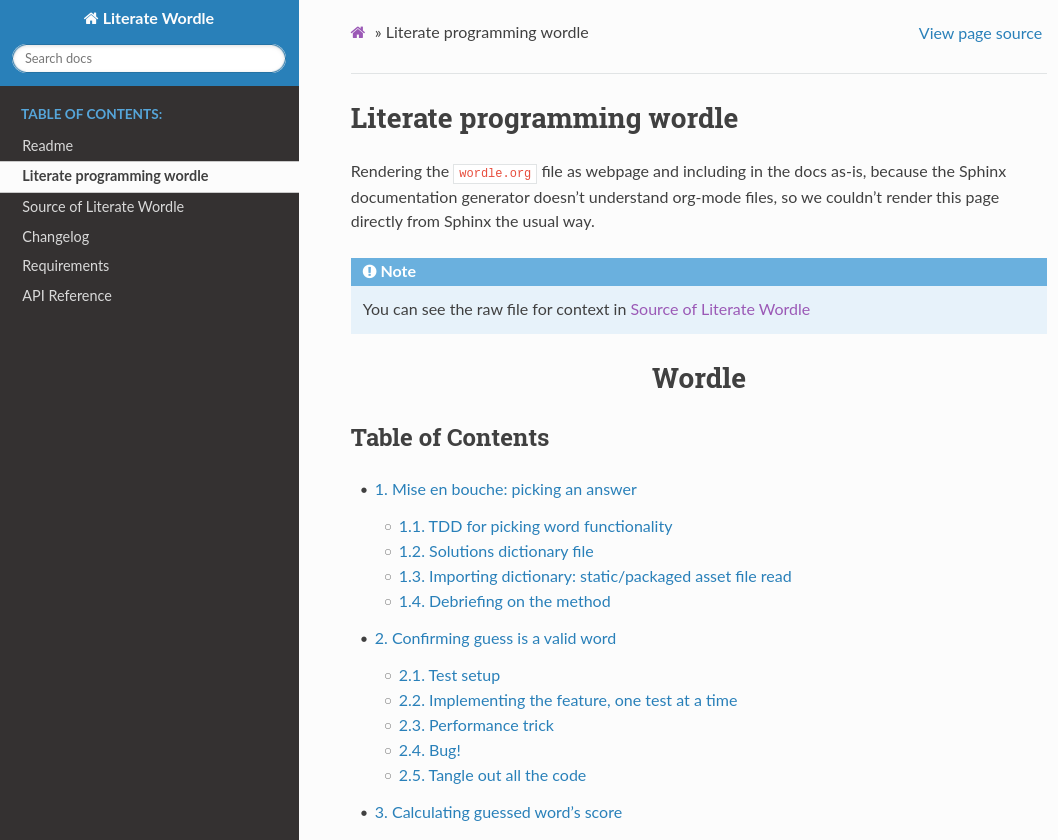 Literate Wordle
Search docs
TABLE OF CONTENTS:
Readme
Literate programming wordle
Source of Literate Wordle
Changelog
Requirements
API Reference
» Literate programming wordle
View page source
Literate programming wordle
Rendering the wordle.org file as webpage and including in the docs as-is, because the Sphinx
documentation generator doesn’t understand org-mode files, so we couldn’t render this page
directly from Sphinx the usual way.
Note
You can see the raw file for context in Source of Literate Wordle
Wordle
Table of Contents
• 1. Mise en bouche: picking an answer
○ 1.1. TDD for picking word functionality
○ 1.2. Solutions dictionary file
○ 1.3. Importing dictionary: static/packaged asset file read
○ 1.4. Debriefing on the method
• 2. Confirming guess is a valid word
○ 2.1. Test setup
○ 2.2. Implementing the feature, one test at a time
○ 2.3. Performance trick
○ 2.4. Bug!
○ 2.5. Tangle out all the code
• 3. Calculating guessed word’s score